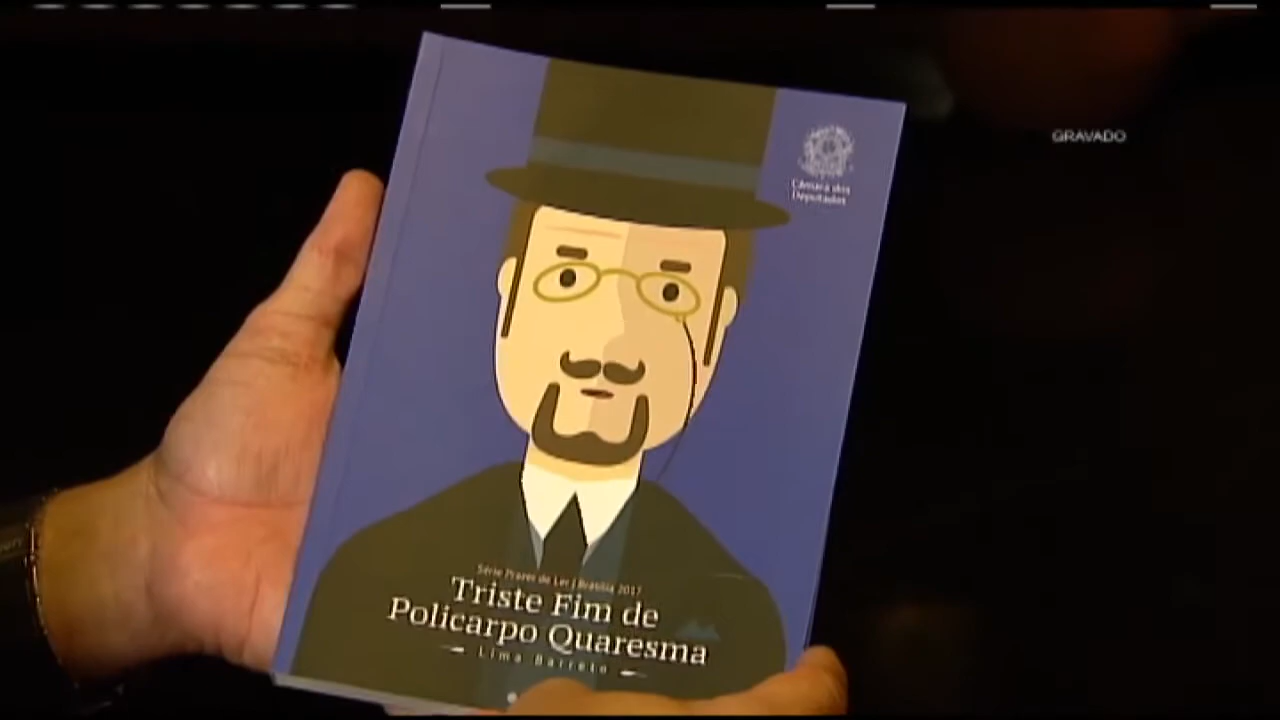 GRAVADO
Câmara dos
Deputados
Série Prazer de Ler | Brasília 2017
Triste Fim de
Policarpo Quaresma
Lima Barreto